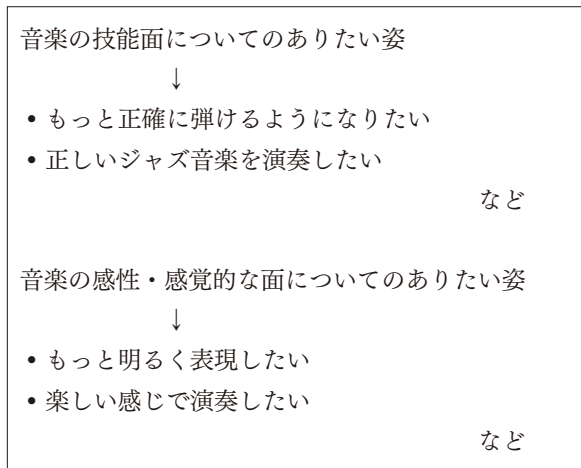 音楽の技能面についてのありたい姿
↓
• もっと正確に弾けるようになりたい
• 正しいジャズ音楽を演奏したい
など
音楽の感性・感覚的な面についてのありたい姿
↓
• もっと明るく表現したい
• 楽しい感じで演奏したい
など